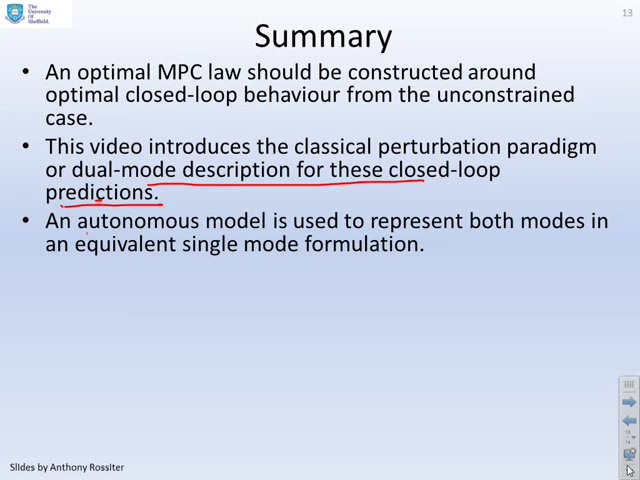 The
University
Of
Sheffield.
13
Summary
• An optimal MPC law should be constructed around
optimal closed-loop behaviour from the unconstrained
case.
• This video introduces the classical perturbation paradigm
or dual-mode description for these closed-loop
predictions.
• An autonomous model is used to represent both modes in
an equivalent single mode formulation.
Slides by Anthony Rossiter